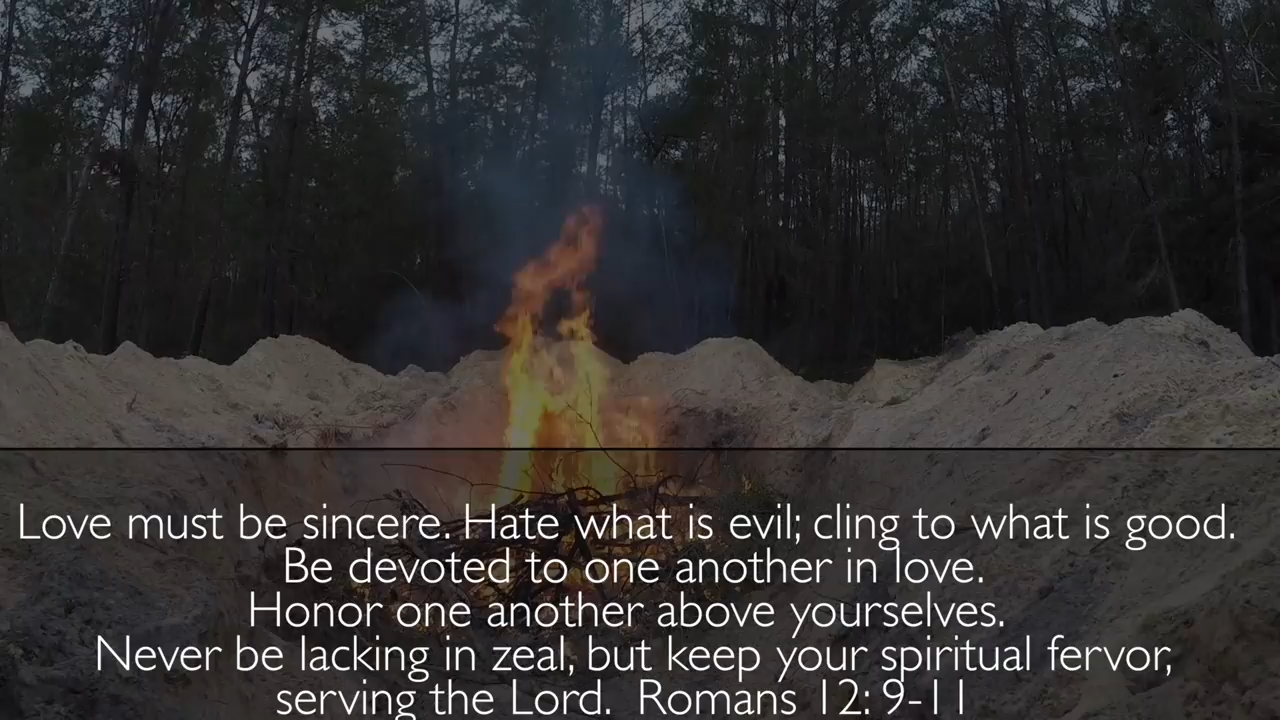 Love must be sincere. Hate what is evil; cling to what is good.
Be devoted to one another in love.
Honor one another above yourselves.
Never be lacking in zeal, but keep your spiritual fervor,
serving the Lord.  Romans 12: 9-11